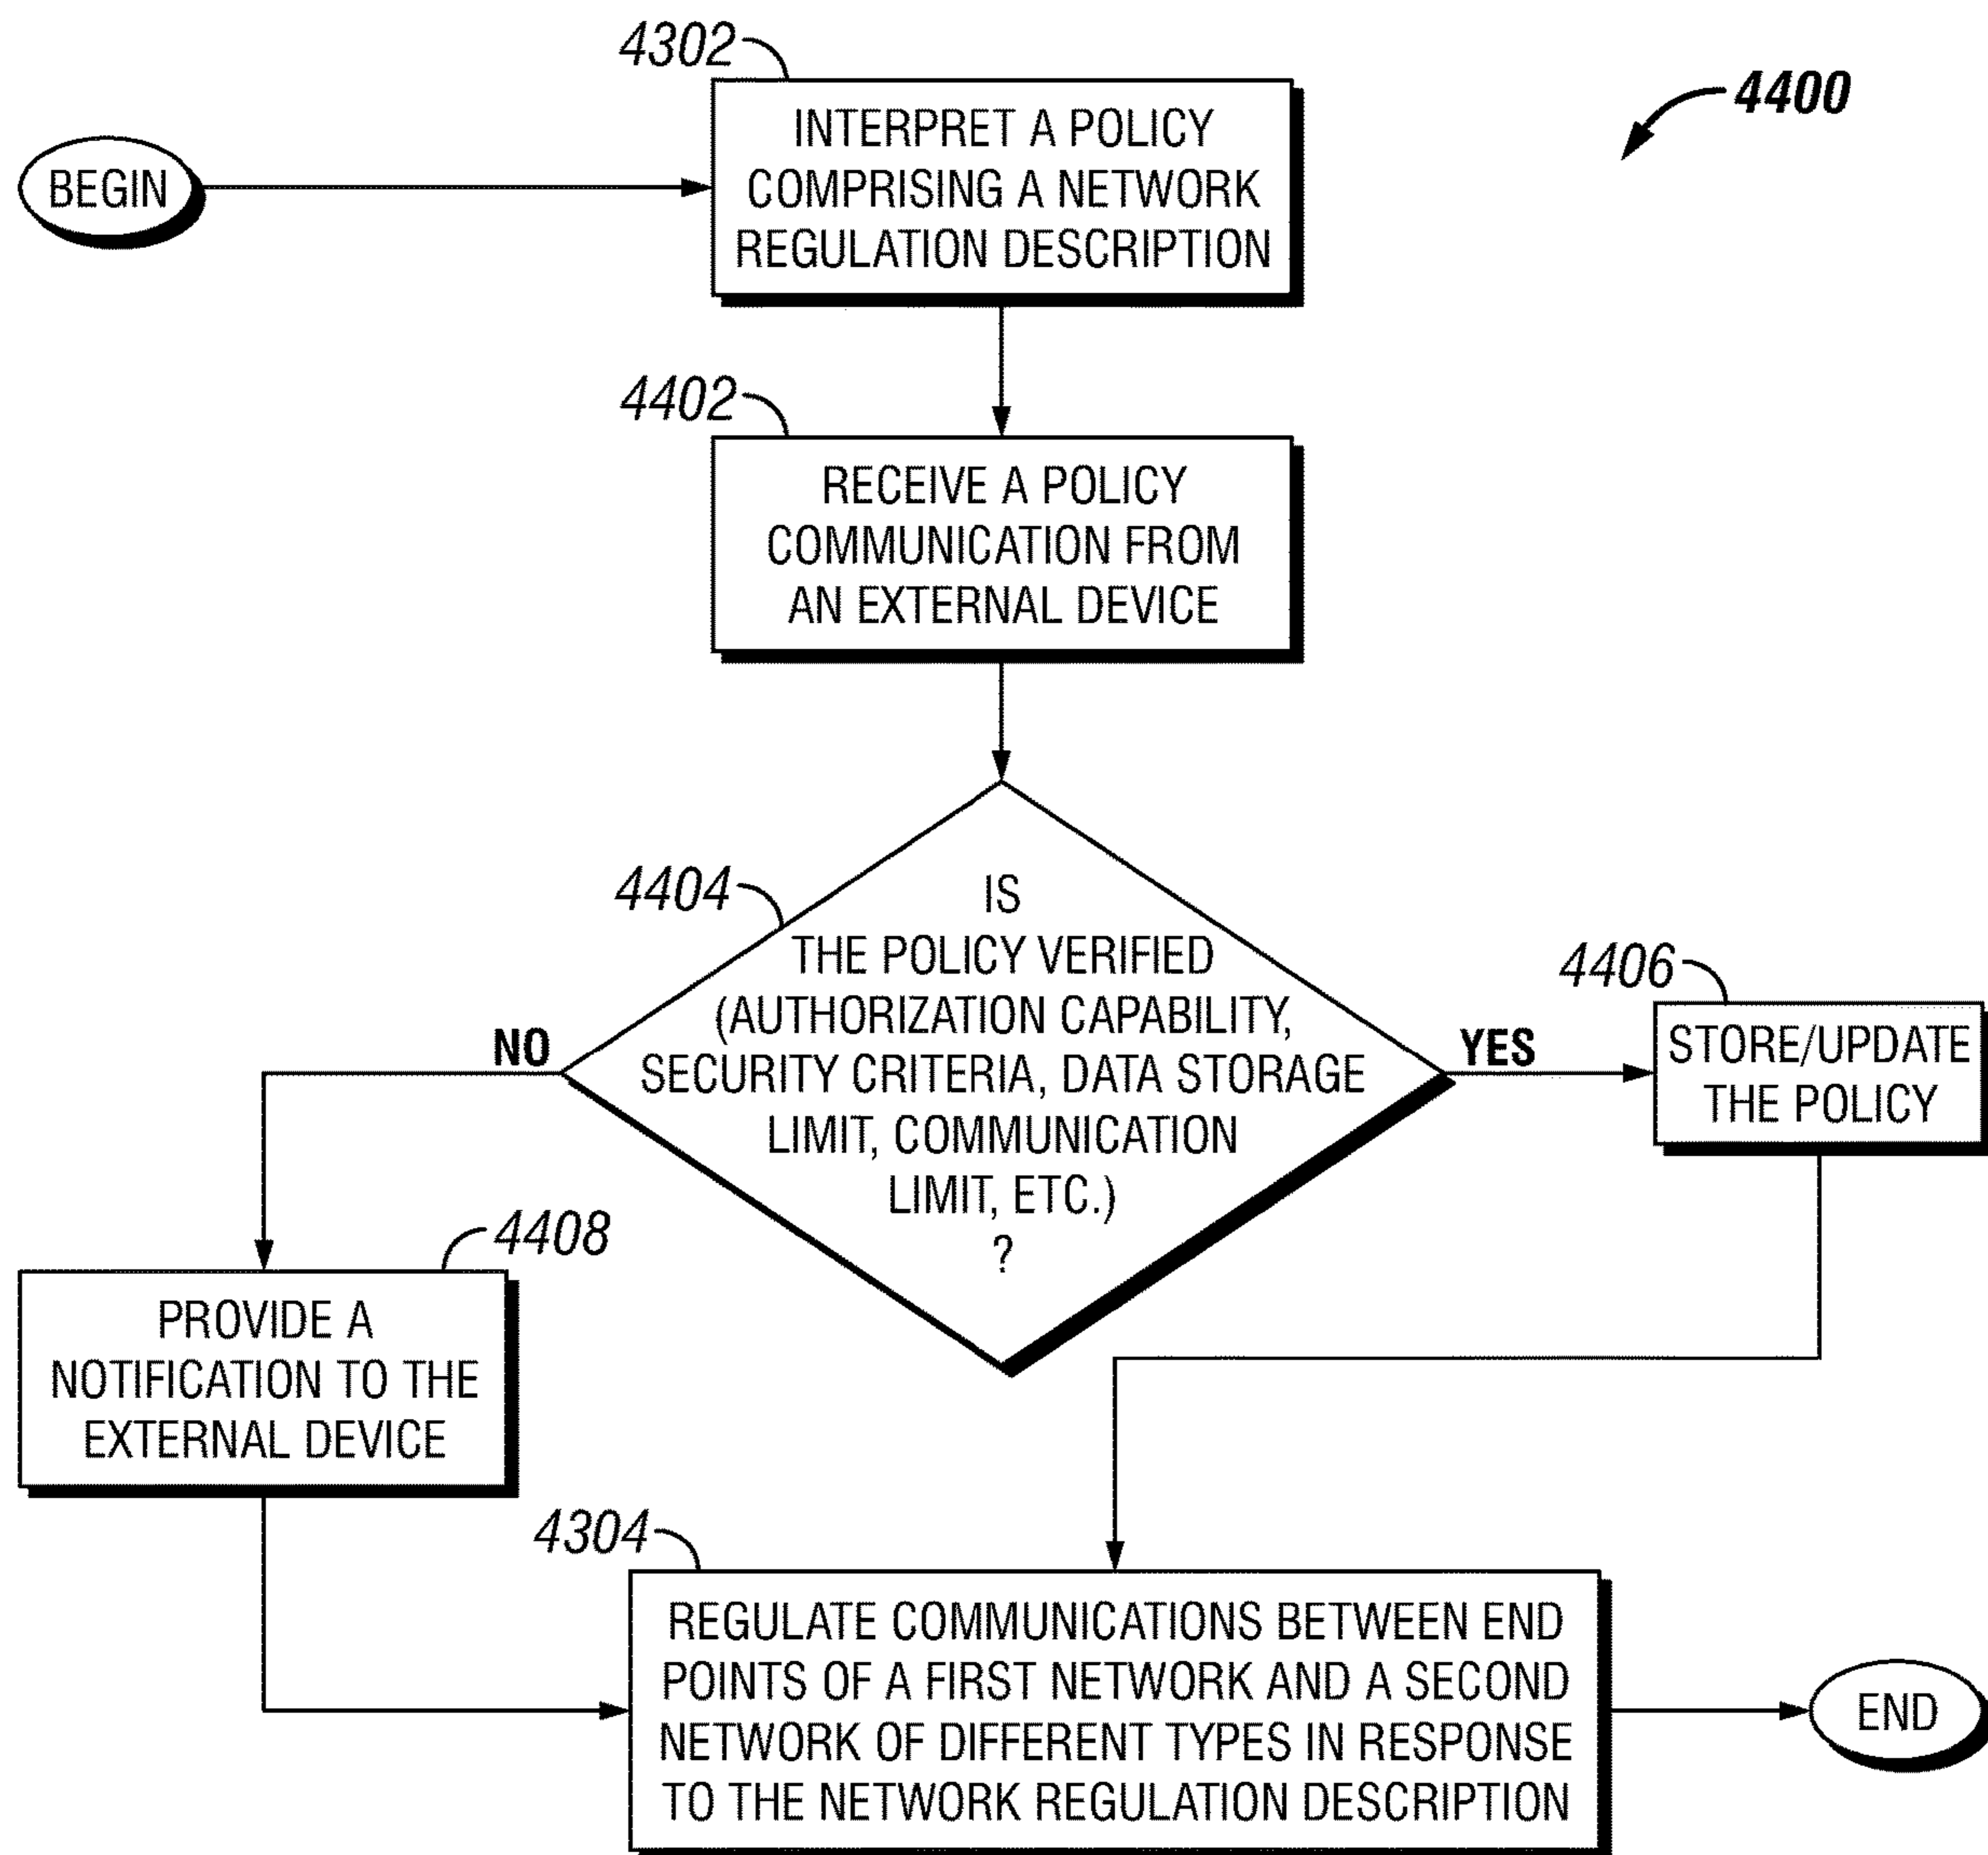 4302
4400
BEGIN
INTERPRET A POLICY
COMPRISING A NETWORK
REGULATION DESCRIPTION
4402
RECEIVE A POLICY
COMMUNICATION FROM
AN EXTERNAL DEVICE
4404
IS
THE POLICY VERIFIED
(AUTHORIZATION CAPABILITY,
SECURITY CRITERIA, DATA STORAGE
LIMIT, COMMUNICATION
LIMIT, ETC.)
?
NO
YES
4406
STORE/UPDATE
THE POLICY
4408
PROVIDE A
NOTIFICATION TO THE
EXTERNAL DEVICE
4304
REGULATE COMMUNICATIONS BETWEEN END
POINTS OF A FIRST NETWORK AND A SECOND
NETWORK OF DIFFERENT TYPES IN RESPONSE
TO THE NETWORK REGULATION DESCRIPTION
END